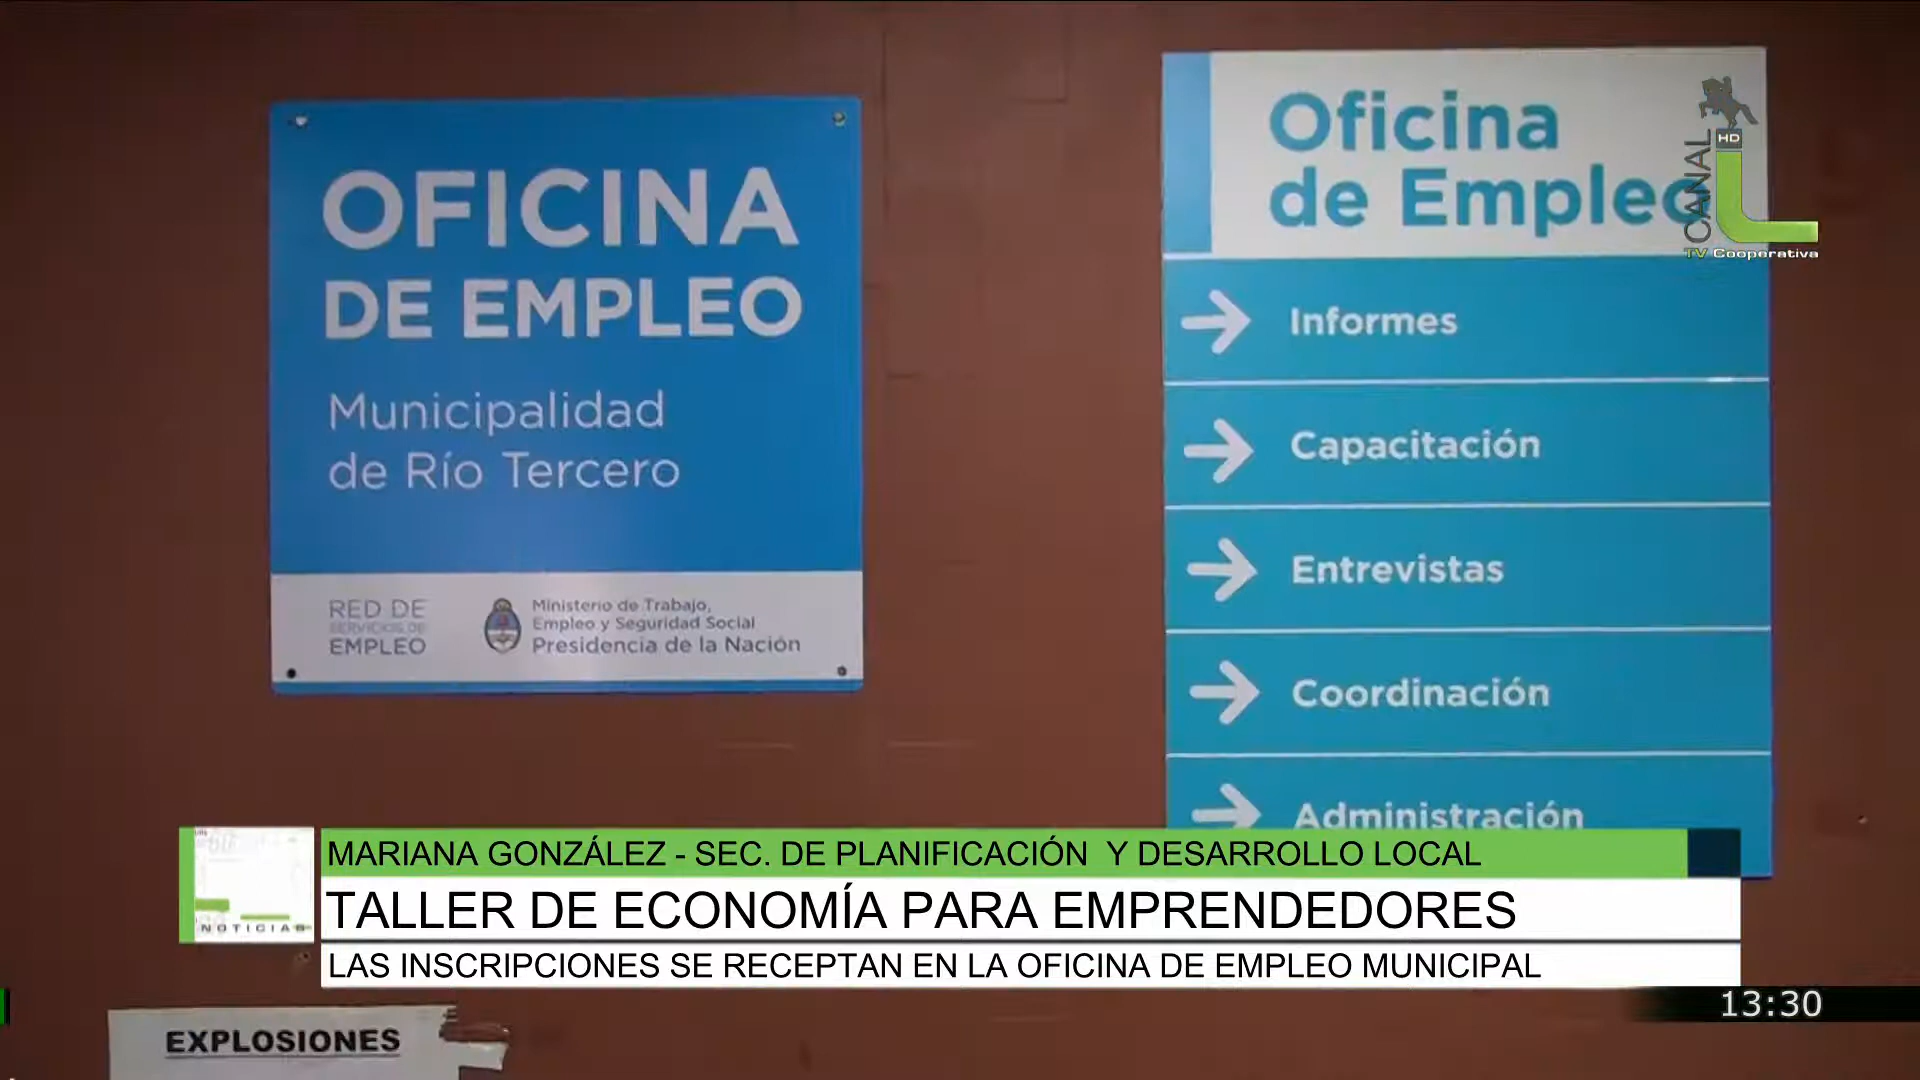 OFICINA
DE EMPLEO
Municipalidad
de Río Tercero
RED DE
SERVICIOS DE
EMPLEO
Ministerio de Trabajo,
Empleo y Seguridad Social
Presidencia de la Nación
Oficina
de Empleo
Informes
Capacitación
Entrevistas
Coordinación
Administración
CANAL
HD
L
TV Cooperativa
NOTICIAS
MARIANA GONZÁLEZ - SEC. DE PLANIFICACIÓN Y DESARROLLO LOCAL
TALLER DE ECONOMÍA PARA EMPRENDEDORES
LAS INSCRIPCIONES SE RECEPTAN EN LA OFICINA DE EMPLEO MUNICIPAL
13:30
EXPLOSIONES